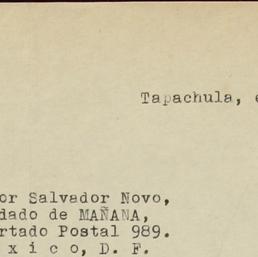 Tapachula,
or Salvador Novo,
dado de MAÑANA,
rtado Postal 989.
x i c o, D. F.